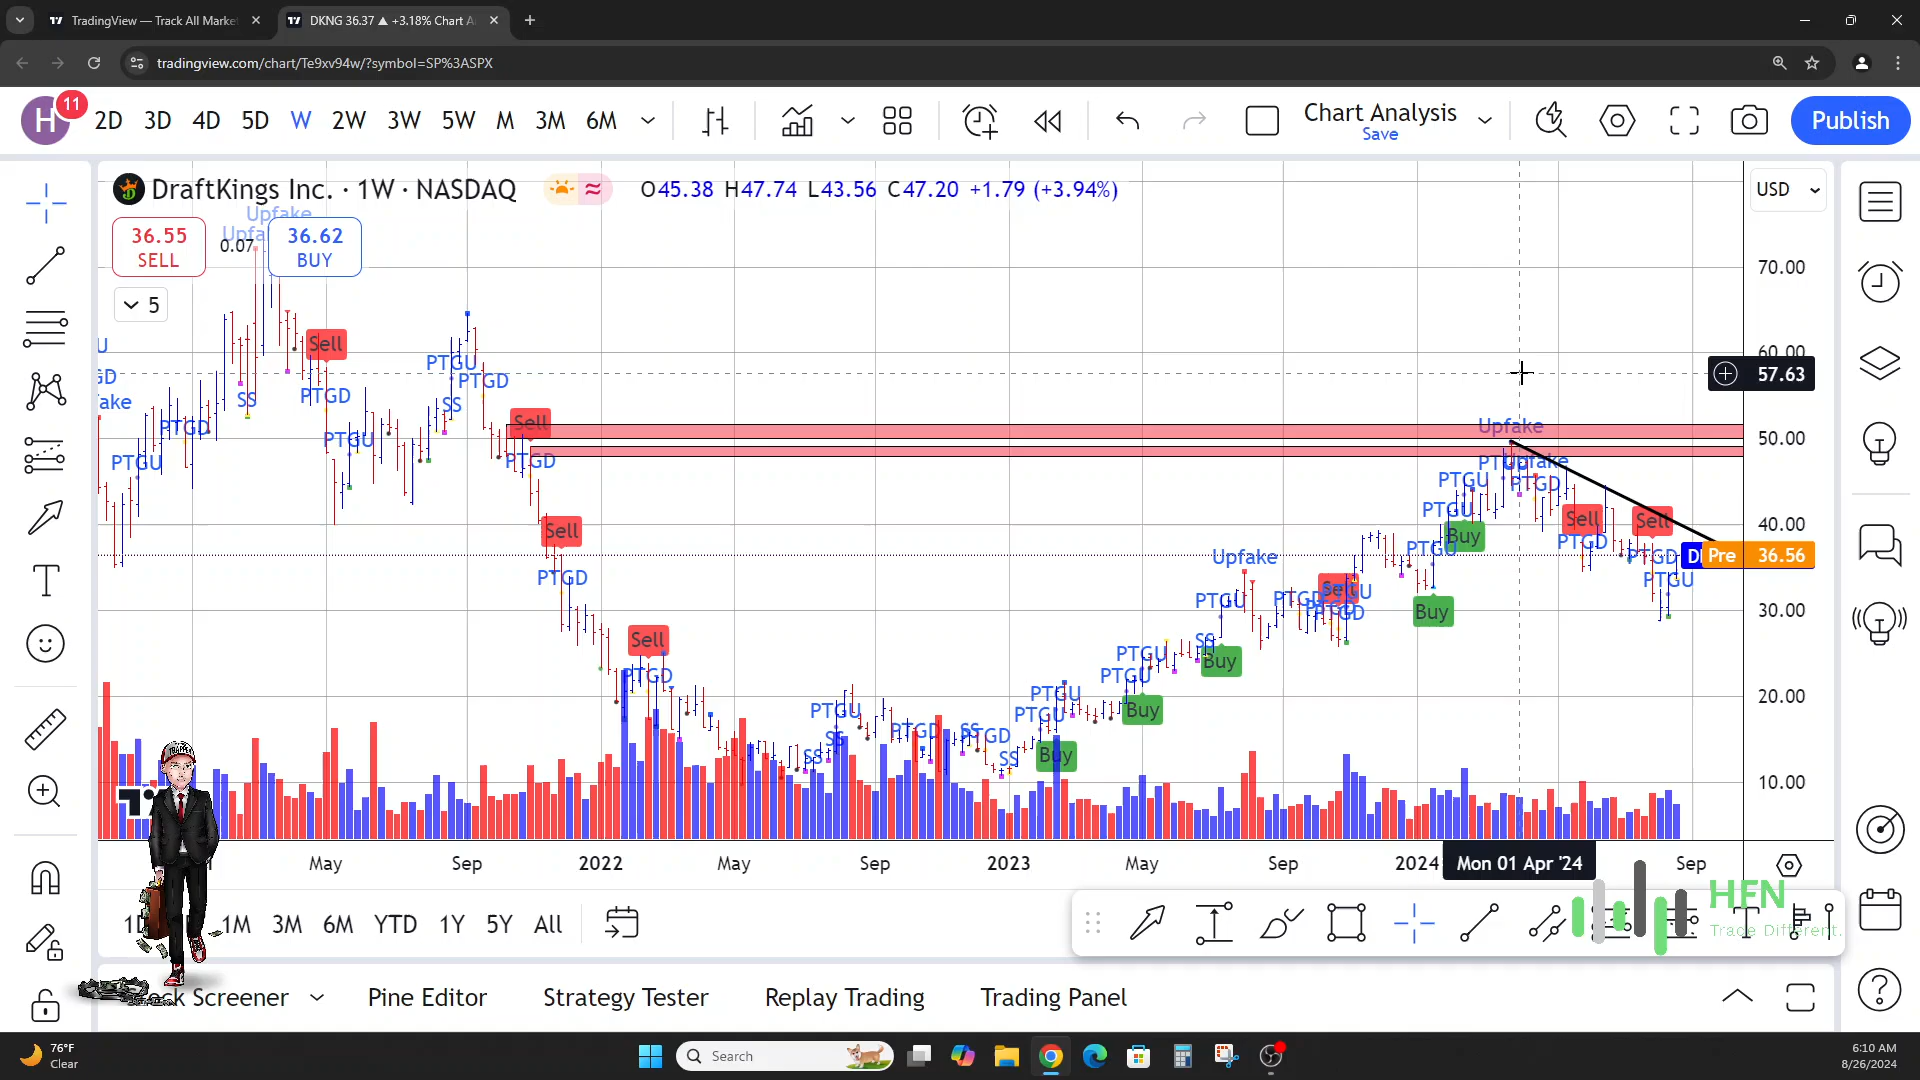 TradingView — Track All Marke
DKNG 36.37 ▲ +3.18% Chart A
tradingview.com/chart/Te9xv94w/?symbol=SP%3ASPX
H
11
2D 3D 4D 5D W 2W 3W 5W M 3M 6M
Chart Analysis
Save
Publish
DraftKings Inc. · 1W · NASDAQ
O45.38 H47.74 L43.56 C47.20 +1.79 (+3.94%)
USD
Upfake
36.55
SELL
0.07
36.62
BUY
5
70.00
60.00
57.63
50.00
40.00
Pre 36.56
30.00
20.00
10.00
Sell
PTGU
PTGD
SS
PTGD
PTGU
PTGD
PTGU
PTGU
PTGD
SS
Sell
PTGD
Sell
PTGD
Sell
PTGD
PTGU
SS
SS
PTGD
SS
PTGD
SS
PTGU
PTGU
Buy
PTGU
PTGU
Buy
SS
PTGU
Buy
Upfake
Sell
PTGD
PTGU
Buy
PTGU
Buy
PTGU
Upfake
Upfake
PTGD
Sell
PTGD
Sell
PTGD
PTGU
May Sep 2022 May Sep 2023 May Sep 2024 Mon 01 Apr '24 Sep
1M 3M 6M YTD 1Y 5Y All
HFN
Trade Different.
Screener Pine Editor Strategy Tester Replay Trading Trading Panel
TRAPPER
76°F
Clear
Search
6:10 AM
8/26/2024